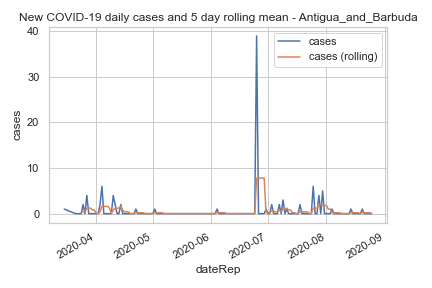 New COVID-19 daily cases and 5 day rolling mean - Antigua_and_Barbuda
cases
cases (rolling)
40
30
20
10
0
cases
2020-04
2020-05
2020-06
2020-07
2020-08
2020-09
dateRep